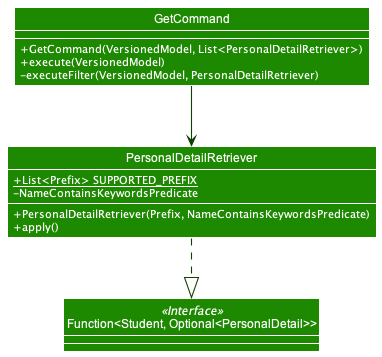 GetCommand
+GetCommand(VersionedModel, List<PersonalDetailRetriever>)
+execute(VersionedModel)
–executeFilter(VersionedModel, PersonalDetailRetriever)
PersonalDetailRetriever
+List<Prefix> SUPPORTED_PREFIX
–NameContainsKeywordsPredicate
+PersonalDetailRetriever(Prefix, NameContainsKeywordsPredicate)
+apply()
«Interface»
Function<Student, Optional<PersonalDetail>>